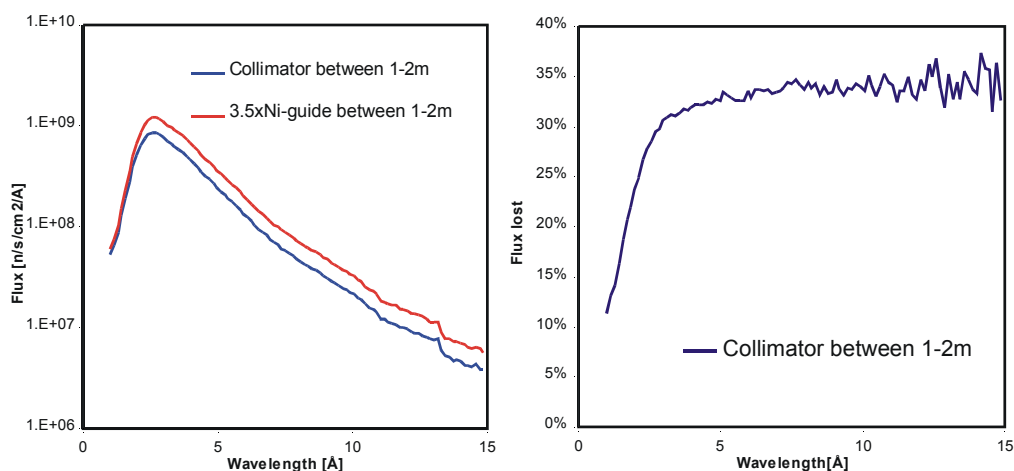 1.E+10
1.E+09
1.E+08
1.E+07
1.E+06
Flux [n/s/cm2/A]
Collimator between 1-2m
3.5xNi-guide between 1-2m
0
5
10
15
Wavelength [Å]
40%
35%
30%
25%
20%
15%
10%
5%
0%
Flux lost
Collimator between 1-2m
0
5
10
15
Wavelength[Å]